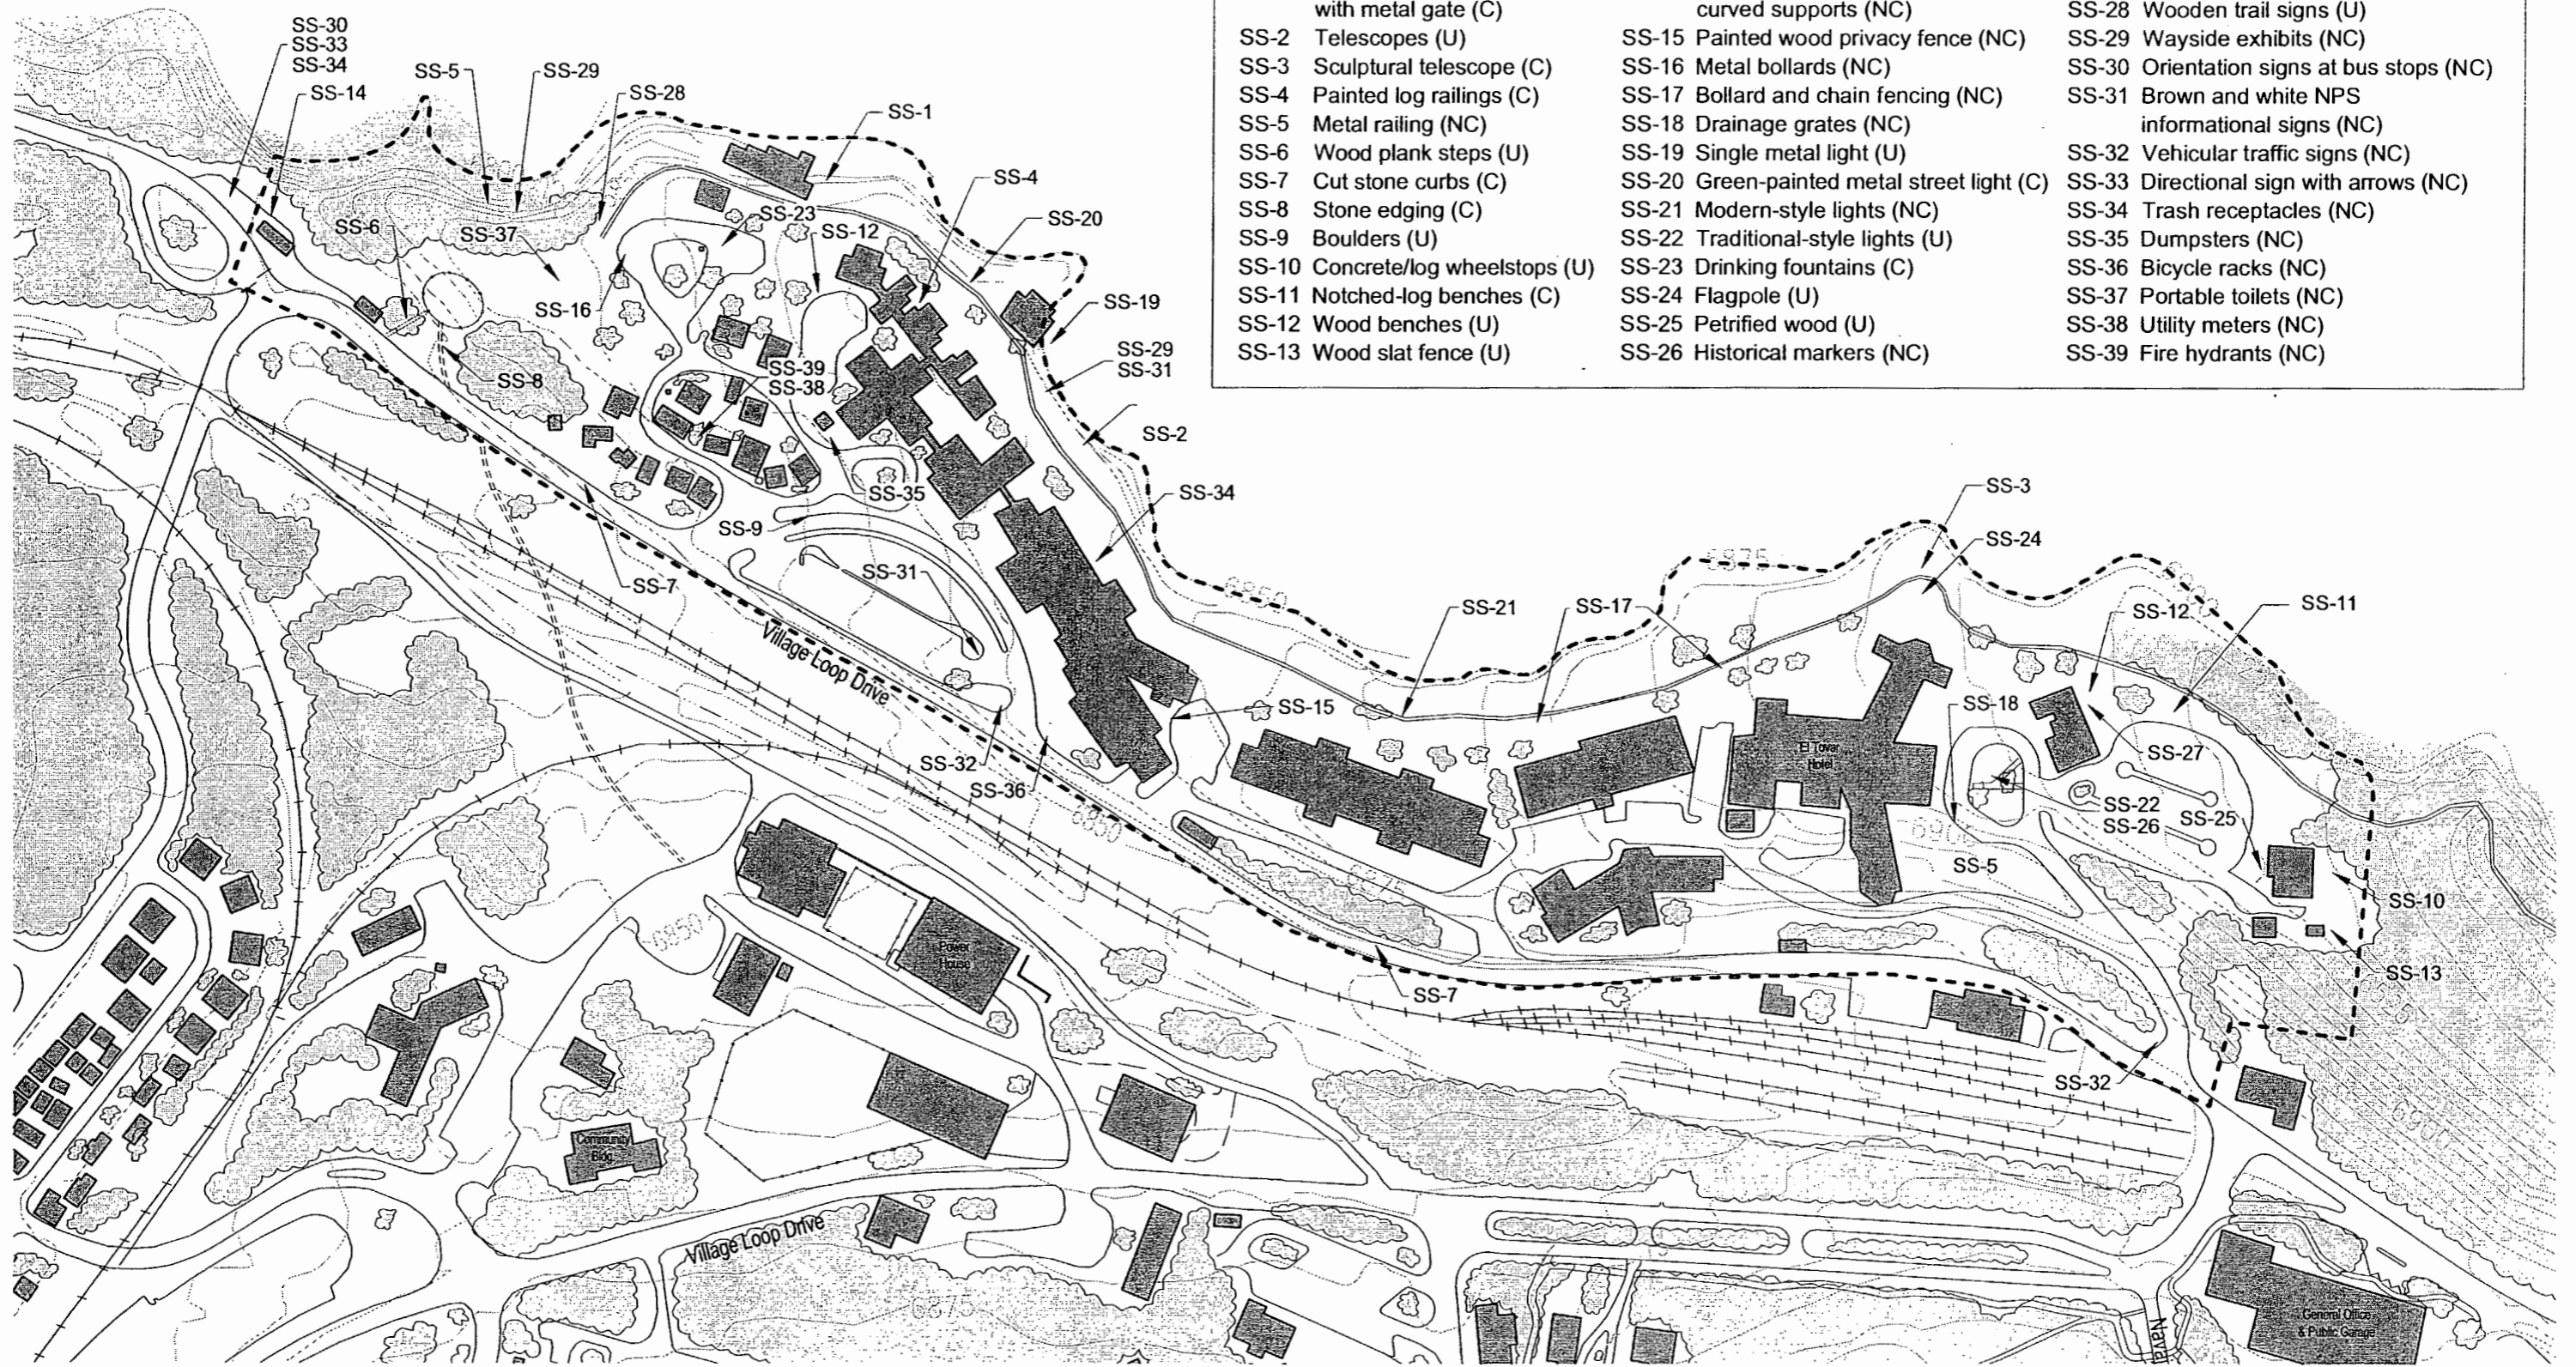 with metal gate (C)
SS-2 Telescopes (U)
SS-3 Sculptural telescope (C)
SS-4 Painted log railings (C)
SS-5 Metal railing (NC)
SS-6 Wood plank steps (U)
SS-7 Cut stone curbs (C)
SS-8 Stone edging (C)
SS-9 Boulders (U)
SS-10 Concrete/log wheelstops (U)
SS-11 Notched-log benches (C)
SS-12 Wood benches (U)
SS-13 Wood slat fence (U)
curved supports (NC)
SS-15 Painted wood privacy fence (NC)
SS-16 Metal bollards (NC)
SS-17 Bollard and chain fencing (NC)
SS-18 Drainage grates (NC)
SS-19 Single metal light (U)
SS-20 Green-painted metal street light (C)
SS-21 Modern-style lights (NC)
SS-22 Traditional-style lights (U)
SS-23 Drinking fountains (C)
SS-24 Flagpole (U)
SS-25 Petrified wood (U)
SS-26 Historical markers (NC)
SS-28 Wooden trail signs (U)
SS-29 Wayside exhibits (NC)
SS-30 Orientation signs at bus stops (NC)
SS-31 Brown and white NPS
informational signs (NC)
SS-32 Vehicular traffic signs (NC)
SS-33 Directional sign with arrows (NC)
SS-34 Trash receptacles (NC)
SS-35 Dumpsters (NC)
SS-36 Bicycle racks (NC)
SS-37 Portable toilets (NC)
SS-38 Utility meters (NC)
SS-39 Fire hydrants (NC)
SS-30
SS-33
SS-34
SS-14
SS-5
SS-29
SS-28
SS-1
SS-4
SS-20
SS-23
SS-12
SS-6
SS-37
SS-16
SS-19
SS-29
SS-31
SS-39
SS-38
SS-8
SS-2
SS-35
SS-34
SS-9
SS-7
SS-31
SS-3
SS-24
6875
6850
SS-21
SS-17
SS-12
SS-11
Village Loop Drive
SS-15
SS-18
SS-32
SS-36
6850
El Tovar
Hotel
SS-27
SS-22
SS-26
SS-25
SS-5
SS-10
6850
Power
House
SS-13
SS-7
SS-32
Community
Bldg.
Village Loop Drive
6875
General Office
& Public Garage